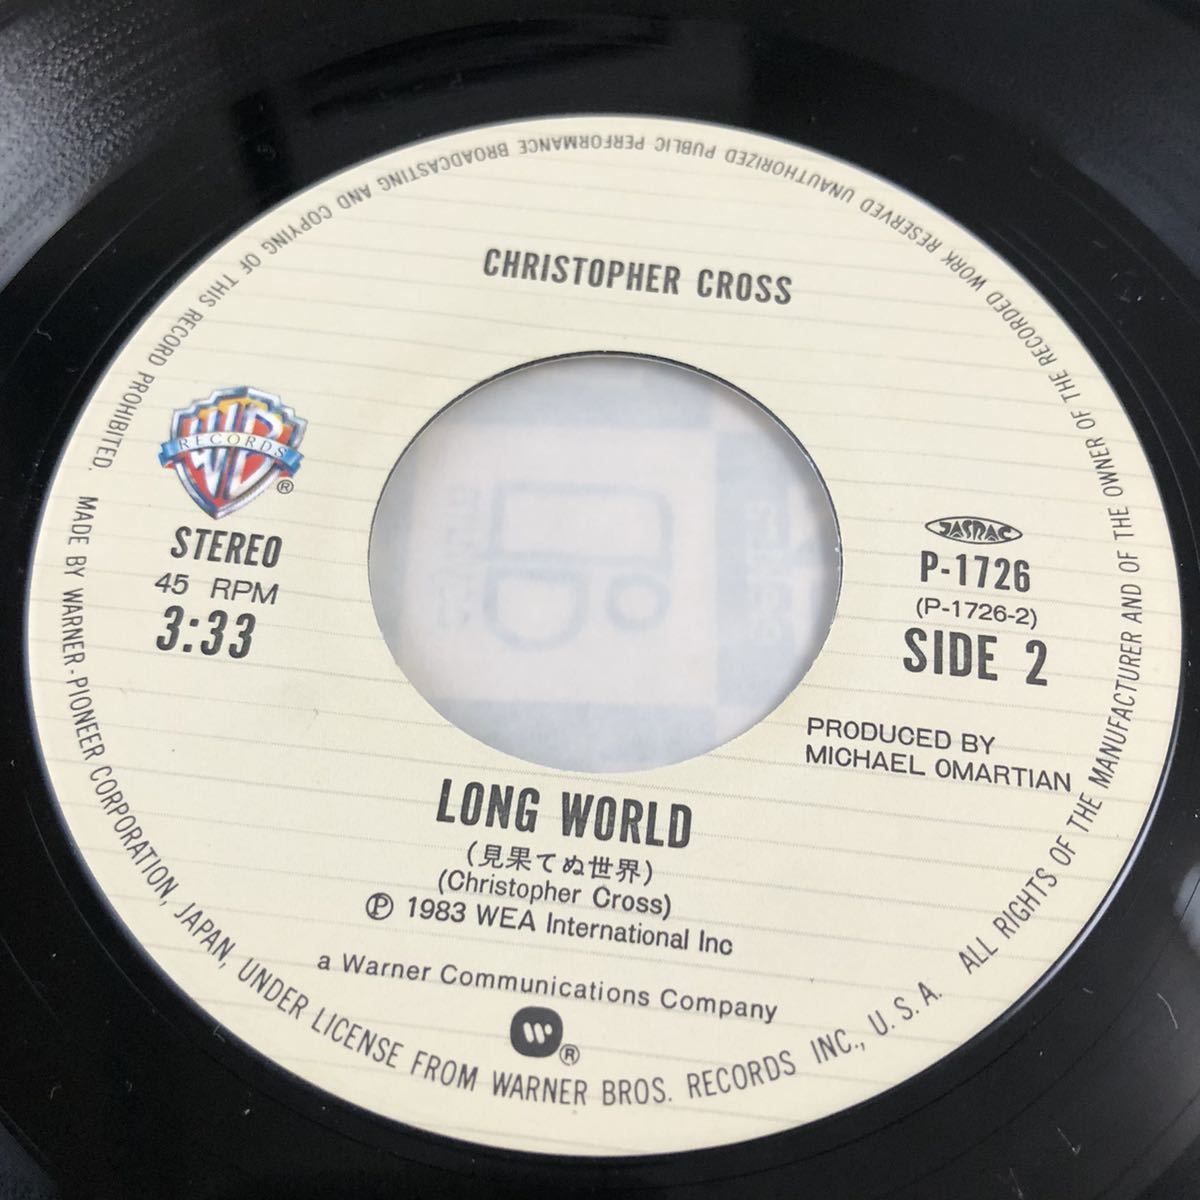 CHRISTOPHER CROSS
WB
RECORDS
®
STEREO
45 RPM
3:33
JASRAC
P-1726
(P-1726-2)
SIDE 2
PRODUCED BY
MICHAEL OMARTIAN
LONG WORLD
(見果てぬ世界)
(Christopher Cross)
Ⓟ 1983 WEA International Inc
a Warner Communications Company
®
MADE BY WARNER-PIONEER CORPORATION, JAPAN, UNDER LICENSE FROM WARNER BROS. RECORDS INC., U.S.A.
ALL RIGHTS OF THE MANUFACTURER AND OF THE OWNER OF THE RECORDED WORK RESERVED UNAUTHORIZED PUBLIC PERFORMANCE BROADCASTING AND COPYING OF THIS RECORD PROHIBITED.